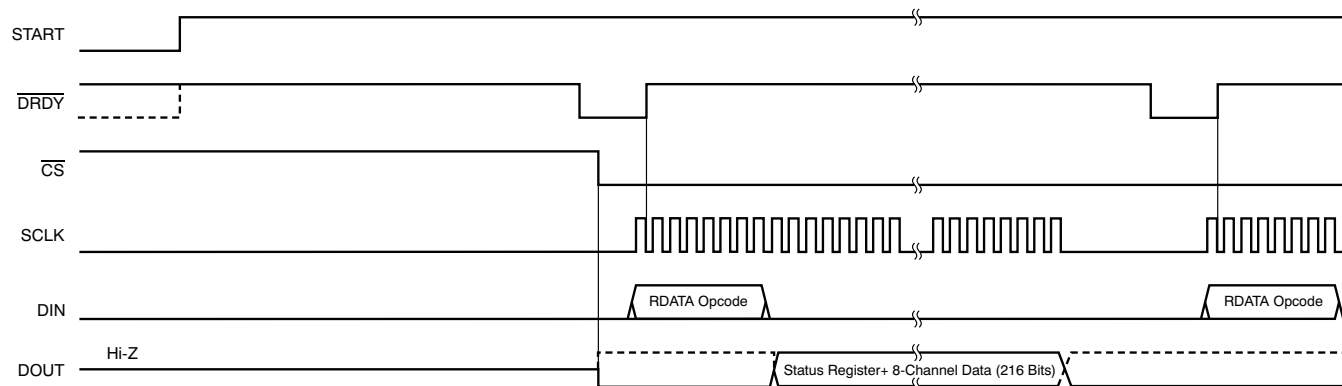 START
DRDY
CS
SCLK
DIN
RDATA Opcode
RDATA Opcode
Hi-Z
DOUT
Status Register+ 8-Channel Data (216 Bits)